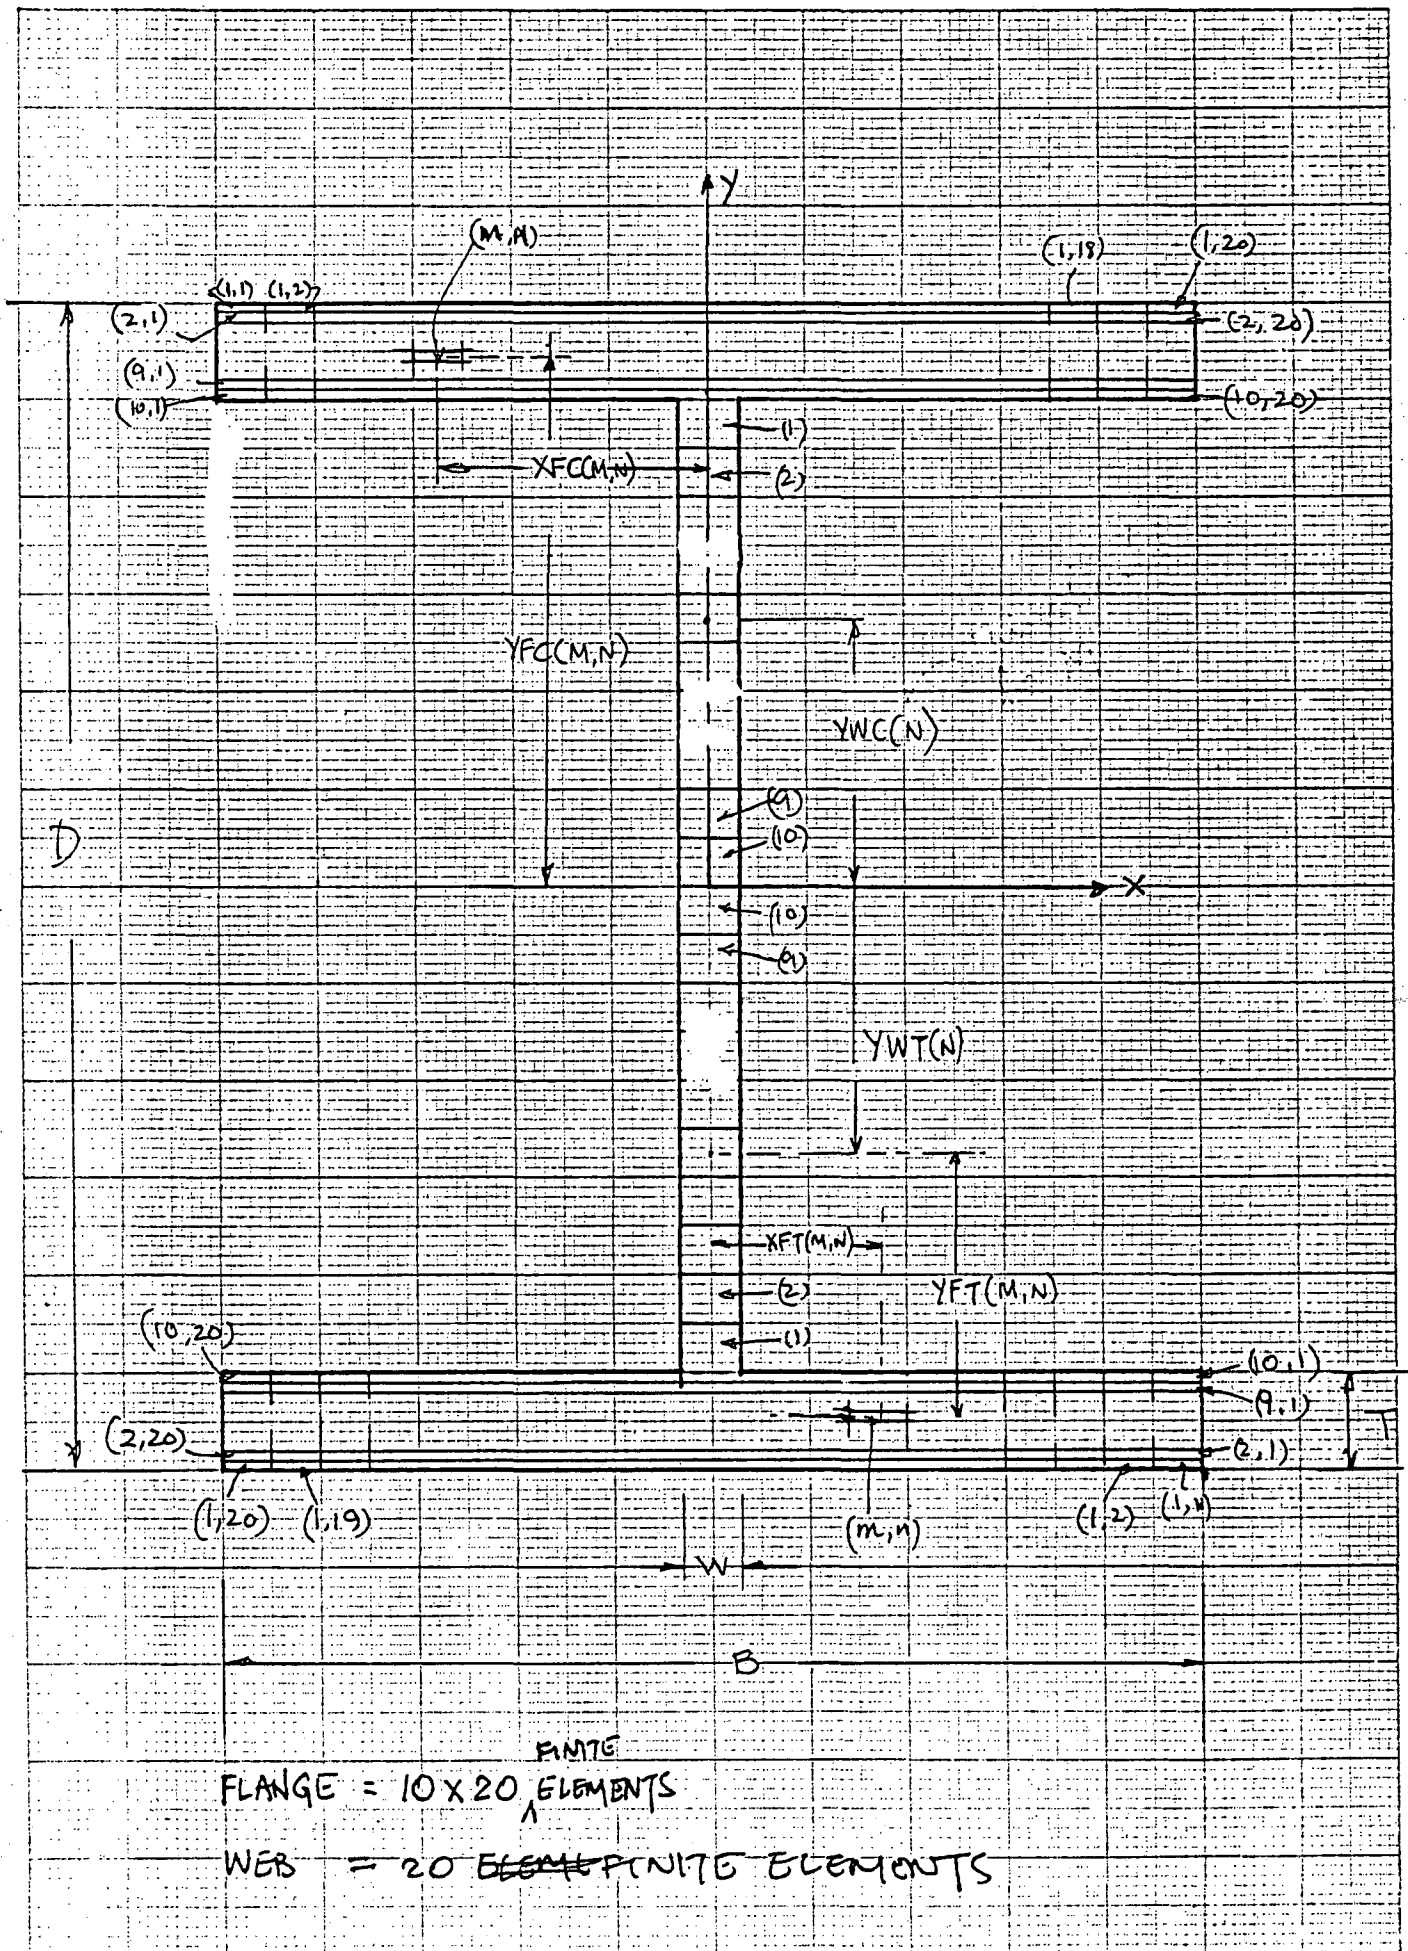 Y
(M,N)
(1,18)
(1,20)
(1,1) (1,2)
(2,1)
(2,20)
(9,1)
(10,1)
(10,20)
(1)
XFC(M,N)
(2)
YFC(M,N)
YWC(N)
(9)
D
(10)
X
(10)
(9)
YWT(N)
XFT(M,N)
(2)
YFT(M,N)
(10,20)
(1)
(10,1)
(9,1)
T
(2,20)
(2,1)
(1,20) (1,19)
(m,n)
(1,2)
W
B
FINITE
FLANGE = 10 X 20 ELEMENTS
WEB = 20 FINITE ELEMENTS